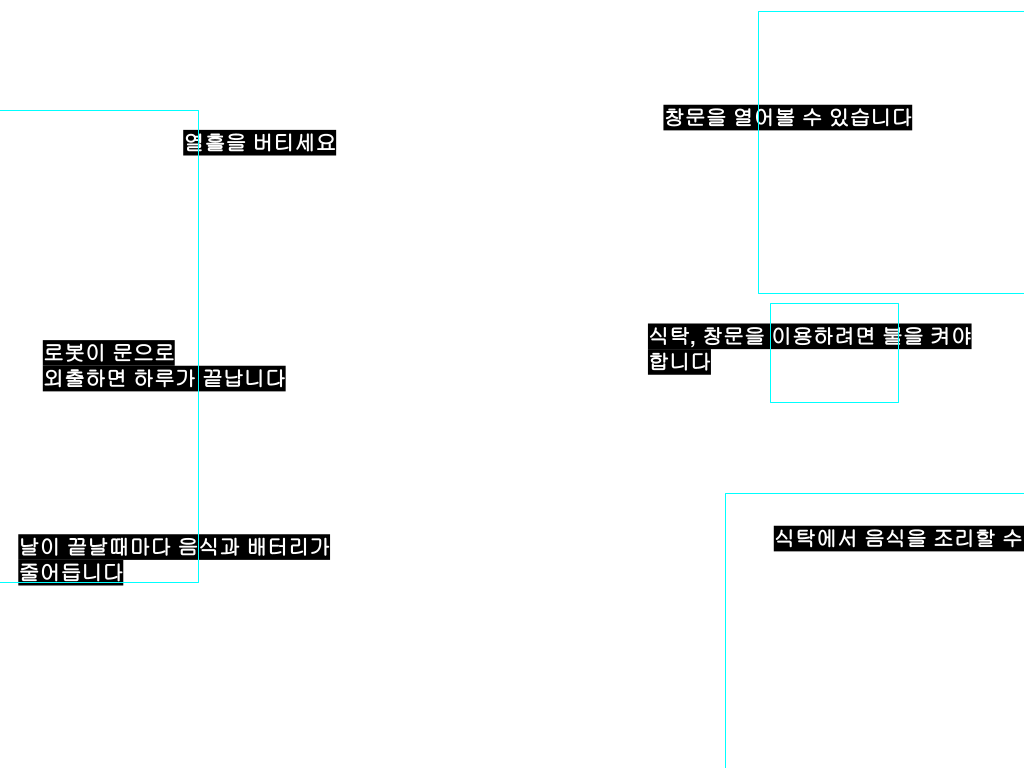 창문을 열어볼 수 있습니다
열흘을 버티세요
식탁, 창문을 이용하려면 불을 켜야
합니다
로봇이 문으로
외출하면 하루가 끝납니다
식탁에서 음식을 조리할 수
날이 끝날때마다 음식과 배터리가
줄어듭니다